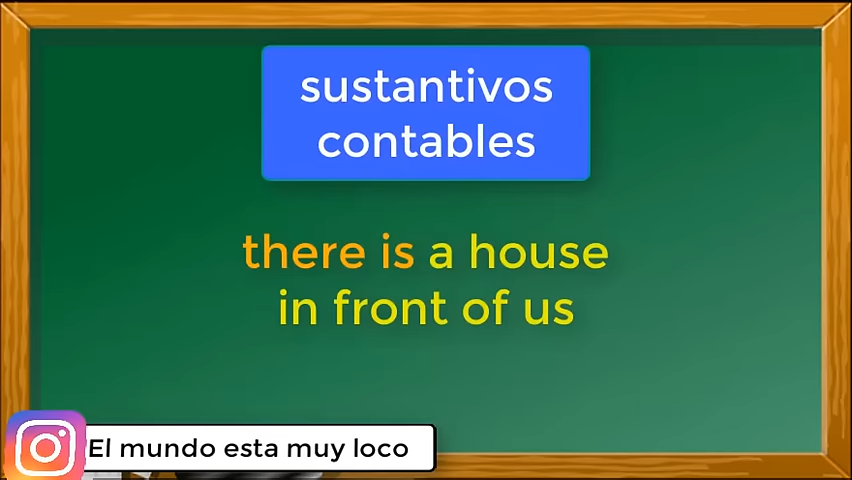 sustantivos
contables
there is a house
in front of us
El mundo esta muy loco